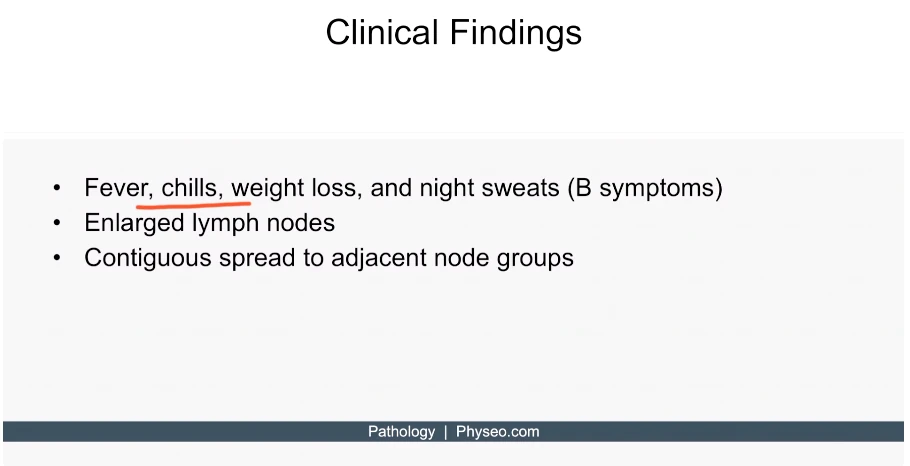 Clinical Findings
• Fever, chills, weight loss, and night sweats (B symptoms)
• Enlarged lymph nodes
• Contiguous spread to adjacent node groups
Pathology | Physeo.com